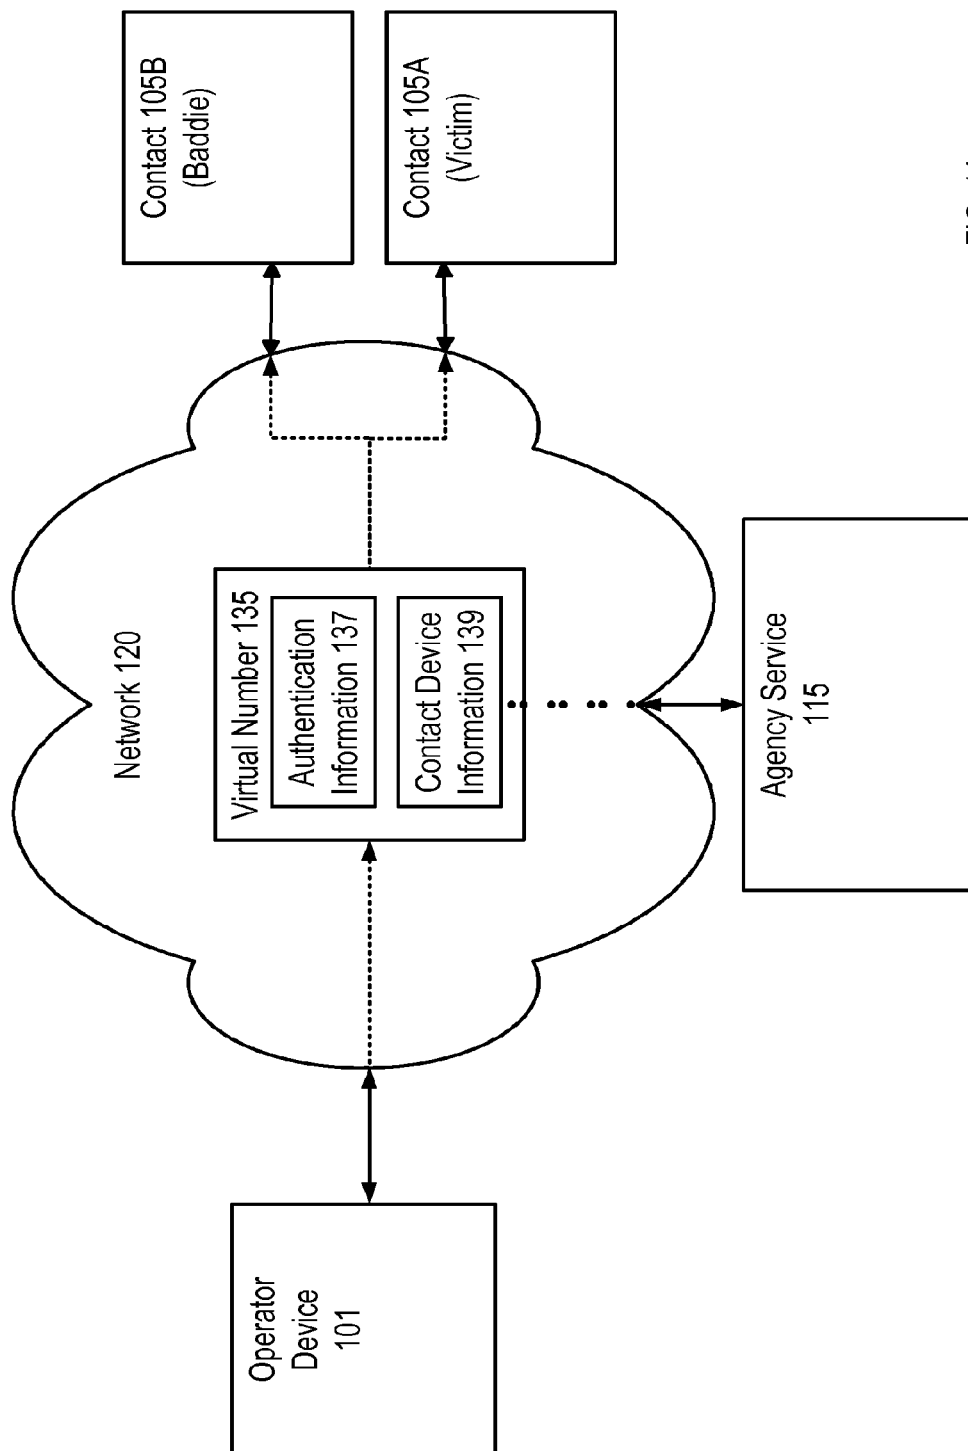 Network 120
Virtual Number 135
Authentication
Information 137
Contact Device
Information 139
Operator
Device
101
Contact 105B
(Baddie)
Contact 105A
(Victim)
Agency Service
115